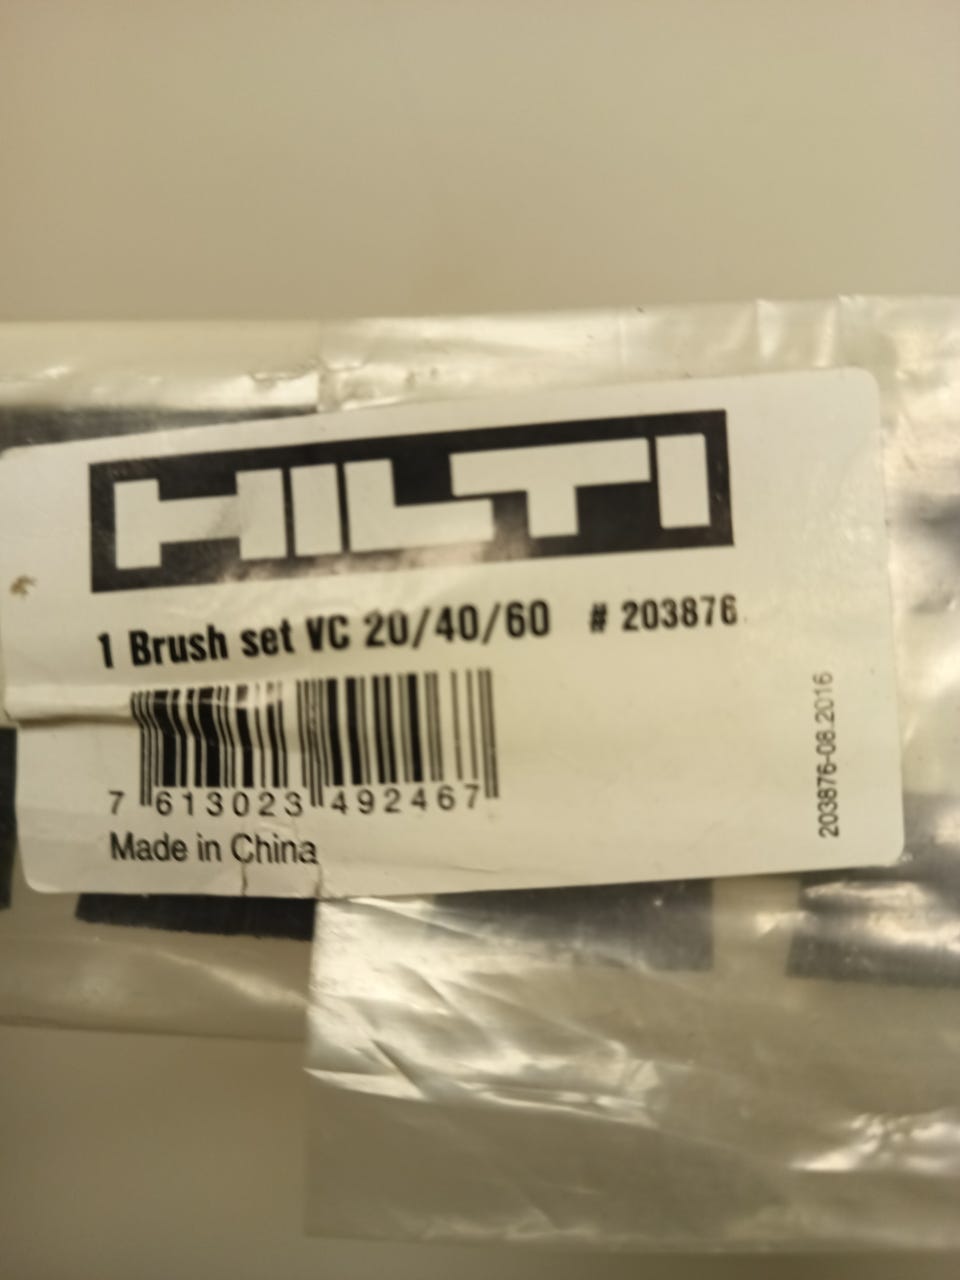 HILTI
1 Brush set VC 20/40/60 # 203876
7 613023 492467
Made in China
203876-08.2016